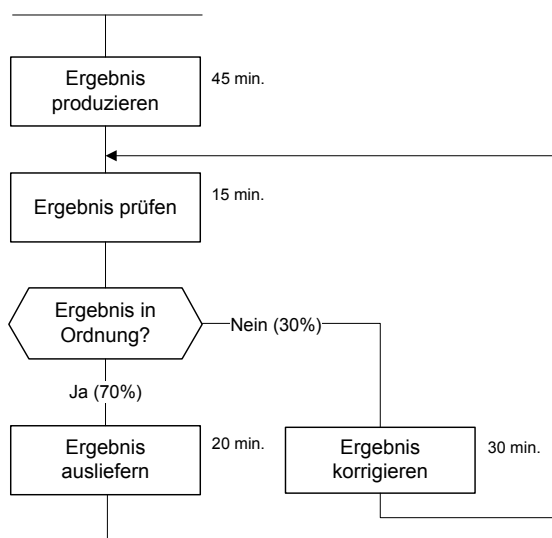 Ergebnis
produzieren
45 min.
Ergebnis prüfen
15 min.
Ergebnis in
Ordnung?
Nein (30%)
Ja (70%)
Ergebnis
ausliefern
20 min.
Ergebnis
korrigieren
30 min.